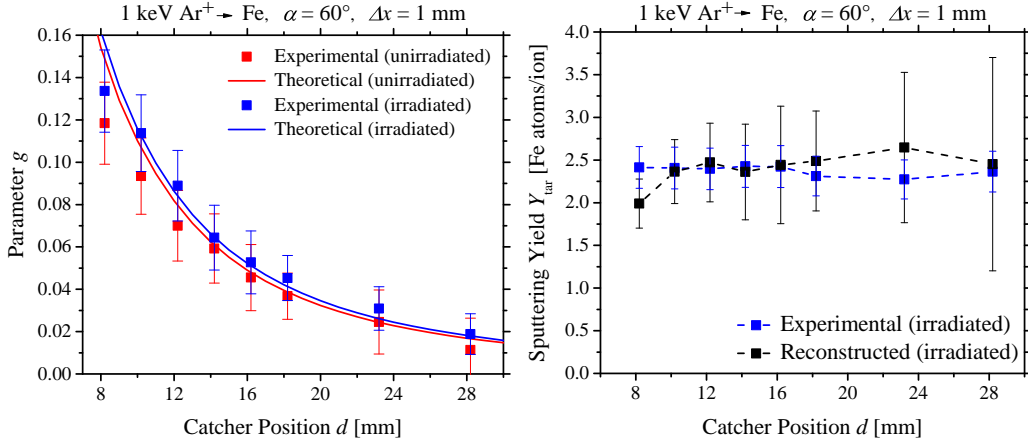 1 keV Ar⁺→ Fe, α = 60°, Δx = 1 mm
0.16
0.14
0.12
0.10
0.08
0.06
0.04
0.02
0.00
Parameter g
Experimental (unirradiated)
Theoretical (unirradiated)
Experimental (irradiated)
Theoretical (irradiated)
8 12 16 20 24 28
Catcher Position d [mm]
1 keV Ar⁺→ Fe, α = 60°, Δx = 1 mm
4.0
3.5
3.0
2.5
2.0
1.5
1.0
0.5
0.0
Sputtering Yield Y_tar [Fe atoms/ion]
Experimental (irradiated)
Reconstructed (irradiated)
8 12 16 20 24 28
Catcher Position d [mm]